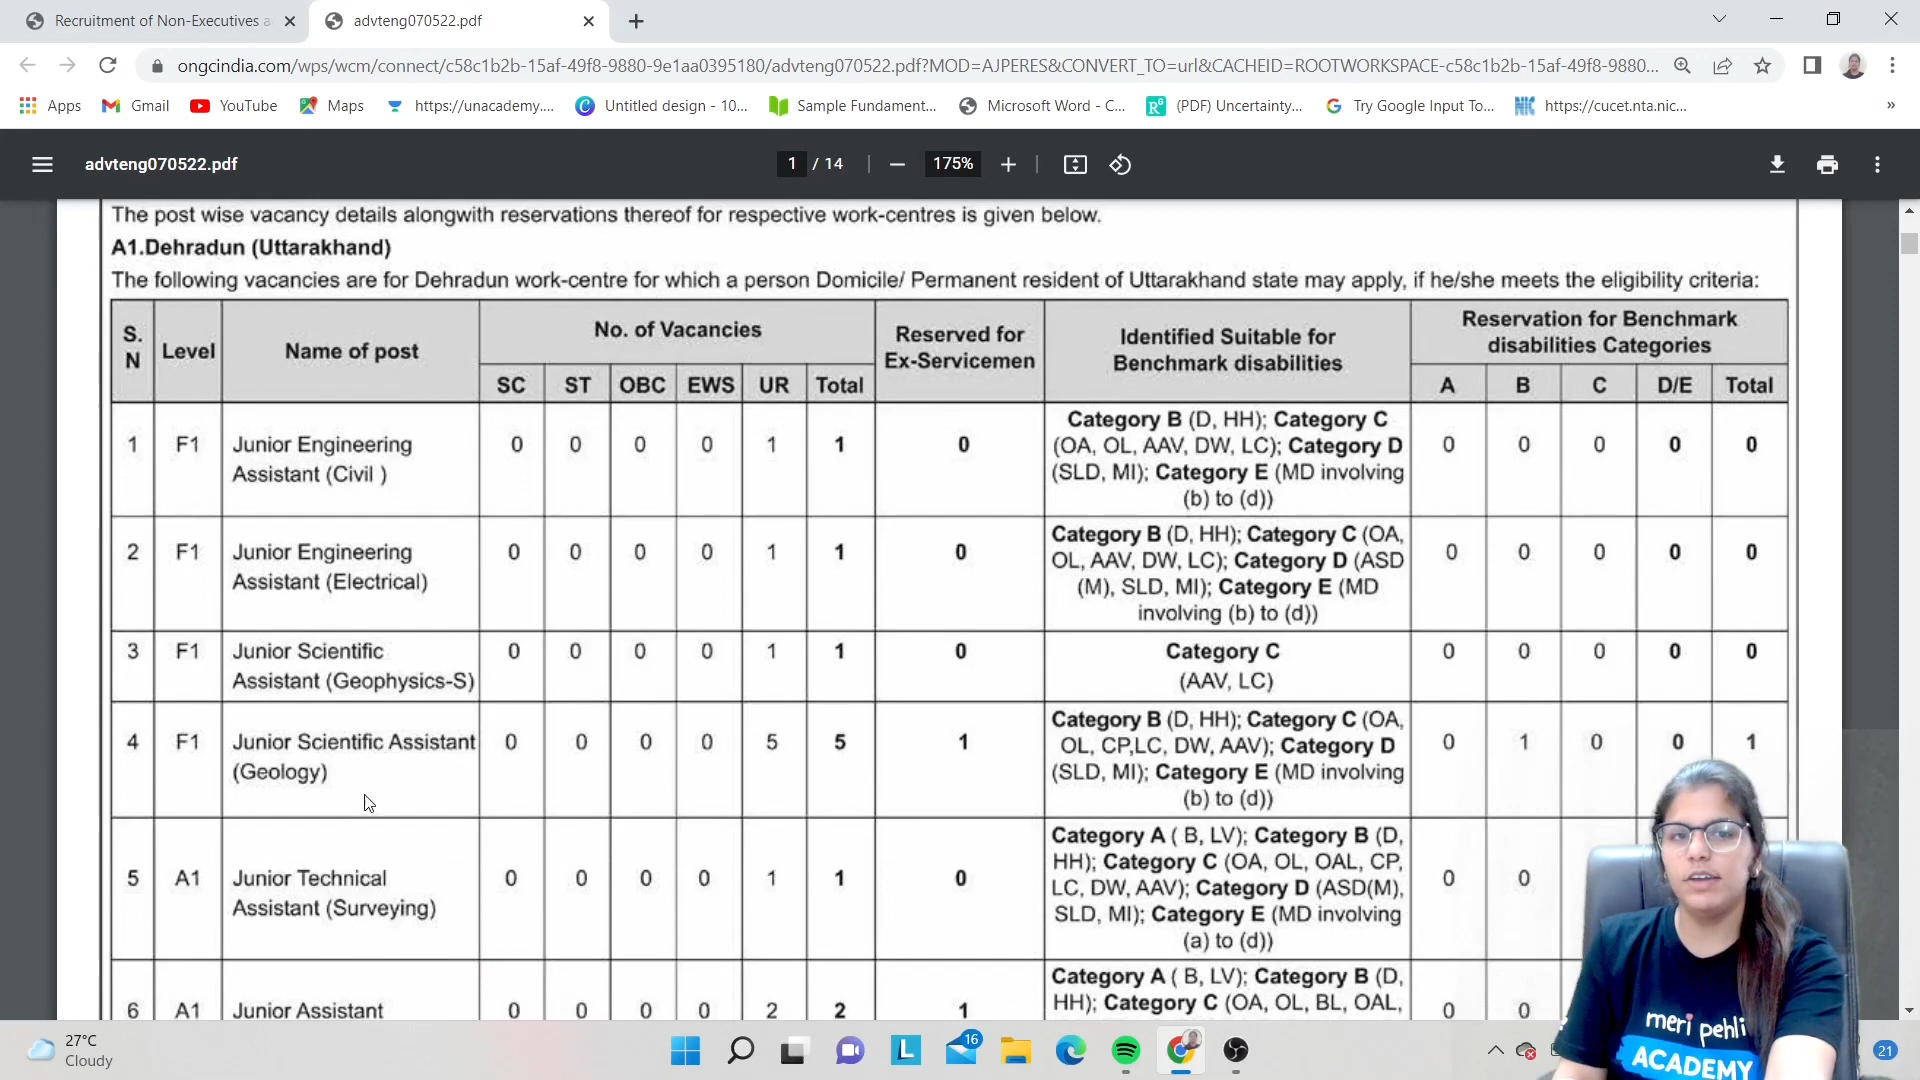 Recruitment of Non-Executives a
advteng070522.pdf
ongcindia.com/wps/wcm/connect/c58c1b2b-15af-49f8-9880-9e1aa0395180/advteng070522.pdf?MOD=AJPERES&CONVERT_TO=url&CACHEID=ROOTWORKSPACE-c58c1b2b-15af-49f8-9880...
Apps Gmail YouTube Maps https://unacademy.... Untitled design - 10... Sample Fundament... Microsoft Word - C... (PDF) Uncertainty... Try Google Input To... https://cucet.nta.nic...
advteng070522.pdf
1 / 14
175%
The post wise vacancy details alongwith reservations thereof for respective work-centres is given below.
A1.Dehradun (Uttarakhand)
The following vacancies are for Dehradun work-centre for which a person Domicile/ Permanent resident of Uttarakhand state may apply, if he/she meets the eligibility criteria:
S.
N
Level
Name of post
No. of Vacancies
Reserved for
Ex-Servicemen
Identified Suitable for
Benchmark disabilities
Reservation for Benchmark
disabilities Categories
SC ST OBC EWS UR Total
A B C D/E Total
1 F1 Junior Engineering
Assistant (Civil )
0 0 0 0 1 1 0
Category B (D, HH); Category C
(OA, OL, AAV, DW, LC); Category D
(SLD, MI); Category E (MD involving
(b) to (d))
0 0 0 0 0
2 F1 Junior Engineering
Assistant (Electrical)
0 0 0 0 1 1 0
Category B (D, HH); Category C (OA,
OL, AAV, DW, LC); Category D (ASD
(M), SLD, MI); Category E (MD
involving (b) to (d))
0 0 0 0 0
3 F1 Junior Scientific
Assistant (Geophysics-S)
0 0 0 0 1 1 0
Category C
(AAV, LC)
0 0 0 0 0
4 F1 Junior Scientific Assistant
(Geology)
0 0 0 0 5 5 1
Category B (D, HH); Category C (OA,
OL, CP,LC, DW, AAV); Category D
(SLD, MI); Category E (MD involving
(b) to (d))
0 1 0 0 1
5 A1 Junior Technical
Assistant (Surveying)
0 0 0 0 1 1 0
Category A ( B, LV); Category B (D,
HH); Category C (OA, OL, OAL, CP,
LC, DW, AAV); Category D (ASD(M),
SLD, MI); Category E (MD involving
(a) to (d))
0 0
6 A1 Junior Assistant
0 0 0 0 2 2 1
Category A ( B, LV); Category B (D,
HH); Category C (OA, OL, BL, OAL,
0 0
meri pehli
ACADEMY
27°C
Cloudy
16
21